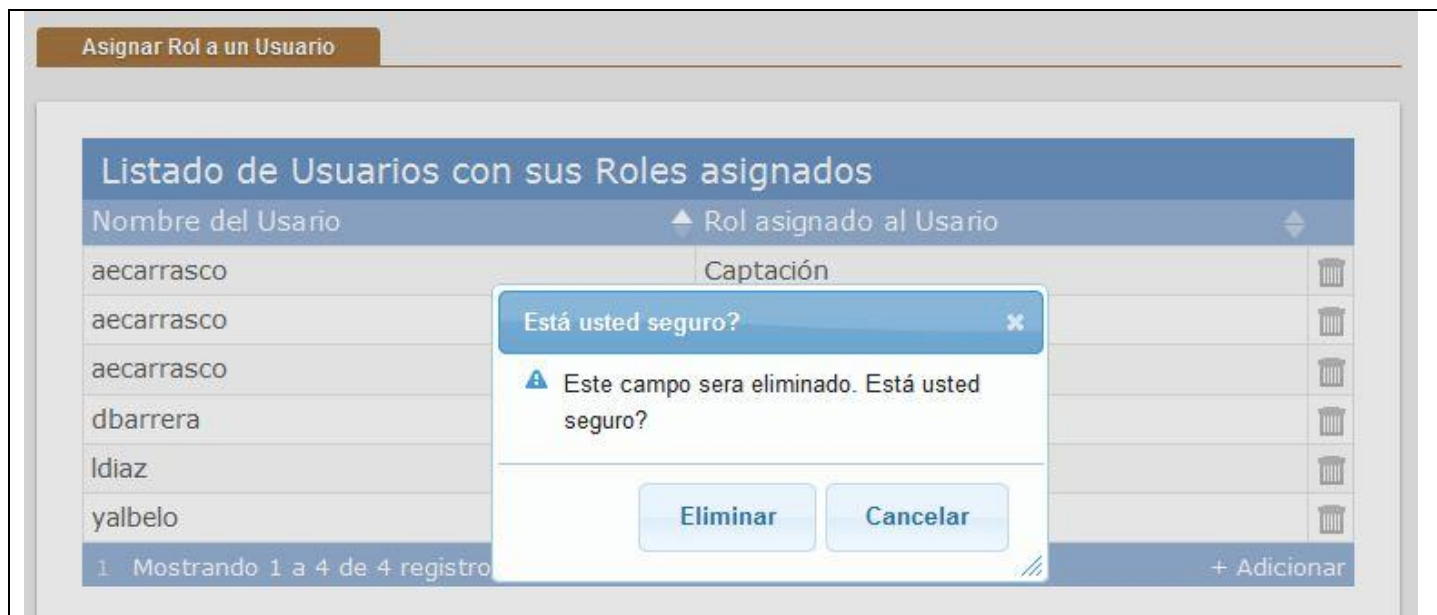 Asignar Rol a un Usuario
Listado de Usuarios con sus Roles asignados
Nombre del Usario Rol asignado al Usario
aecarrasco Captación
aecarrasco
aecarrasco
dbarrera
ldiaz
yalbelo
Está usted seguro?
Este campo sera eliminado. Está usted
seguro?
Eliminar Cancelar
1 Mostrando 1 a 4 de 4 registro + Adicionar